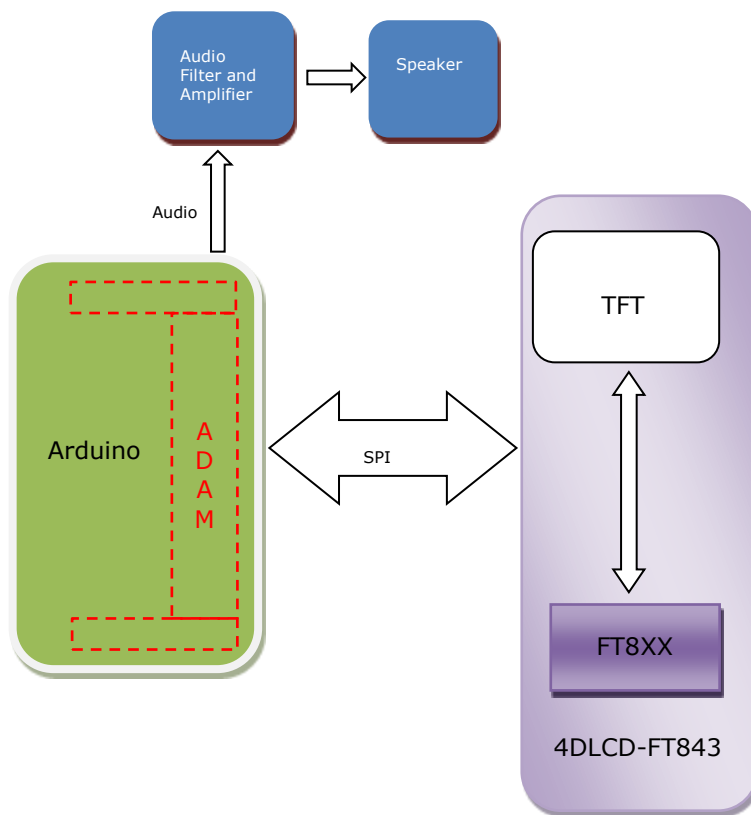 Audio
Filter and
Amplifier
Speaker
Audio
TFT
Arduino
A
D
A
M
SPI
FT8XX
4DLCD-FT843